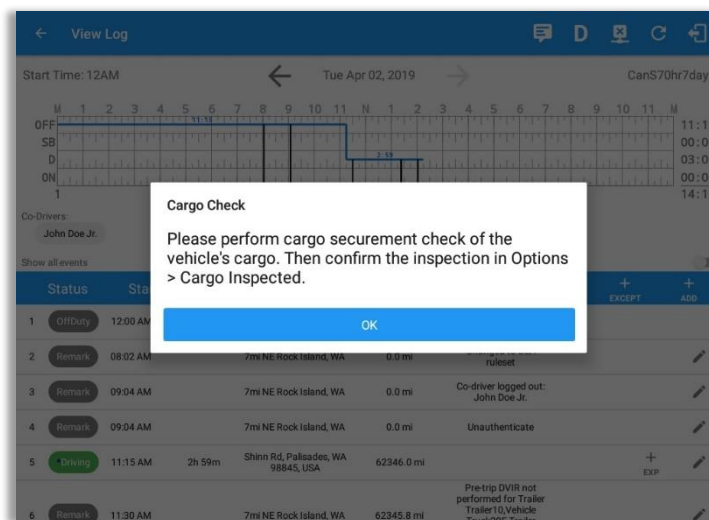 View Log
D
Start Time: 12AM
Tue Apr 02, 2019
CanS70hr7day
M 1 2 3 4 5 6 7 8 9 10 11 N 1 2 3 4 5 6 7 8 9 10 11 M
OFF 11:15 11:1
SB 00:0
D 2:59 03:0
ON 00:0
1 14:1
Co-Drivers:
John Doe Jr.
Show all events
Cargo Check
Please perform cargo securement check of the
vehicle's cargo. Then confirm the inspection in Options
> Cargo Inspected.
OK
Status Sta EXCEPT ADD
1 OffDuty 12:00 AM
2 Remark 08:02 AM 7mi NE Rock Island, WA 0.0 mi ruleset
3 Remark 09:04 AM 7mi NE Rock Island, WA 0.0 mi Co-driver logged out:
John Doe Jr.
4 Remark 09:04 AM 7mi NE Rock Island, WA 0.0 mi Unauthenticate
5 *Driving 11:15 AM 2h 59m Shinn Rd, Palisades, WA
98845, USA 62346.0 mi + EXP
6 Remark 11:30 AM 7mi NE Rock Island, WA 62345.8 mi Pre-trip DVIR not
performed for Trailer
Trailer10,Vehicle